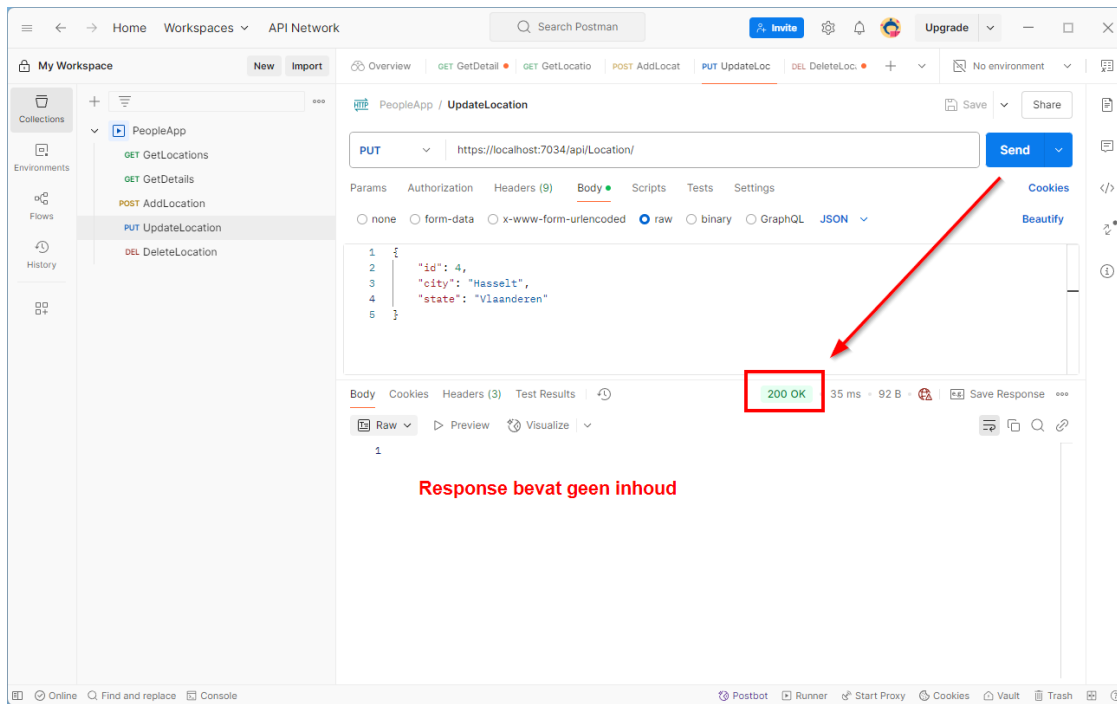 Home Workspaces API Network Search Postman Invite Upgrade
My Workspace New Import Overview GET GetDetail GET GetLocatio POST AddLocat PUT UpdateLoc DEL DeleteLoc. No environment
Collections
Environments
Flows
History
PeopleApp
GET GetLocations
GET GetDetails
POST AddLocation
PUT UpdateLocation
DEL DeleteLocation
HTTP PeopleApp / UpdateLocation Save Share
PUT https://localhost:7034/api/Location/ Send
Params Authorization Headers (9) Body Scripts Tests Settings Cookies
none form-data x-www-form-urlencoded raw binary GraphQL JSON Beautify
1 {
2 "id": 4,
3 "city": "Hasselt",
4 "state": "Vlaanderen"
5 }
Body Cookies Headers (3) Test Results 200 OK 35 ms 92 B e.g. Save Response
Raw Preview Visualize
1
Response bevat geen inhoud
Online Find and replace Console Postbot Runner Start Proxy Cookies Vault Trash